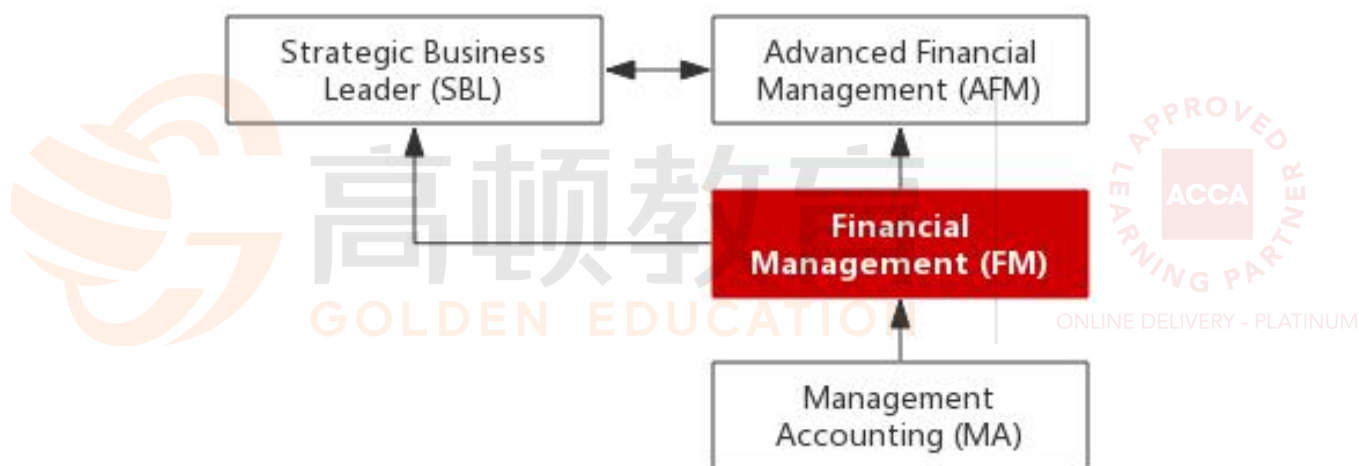 Strategic Business
Leader (SBL)
Advanced Financial
Management (AFM)
APPROVED
LEARNING PARTNER
ACCA
高顿教育
Financial
Management (FM)
GOLDEN EDUCATION
ONLINE DELIVERY - PLATINUM
Management
Accounting (MA)